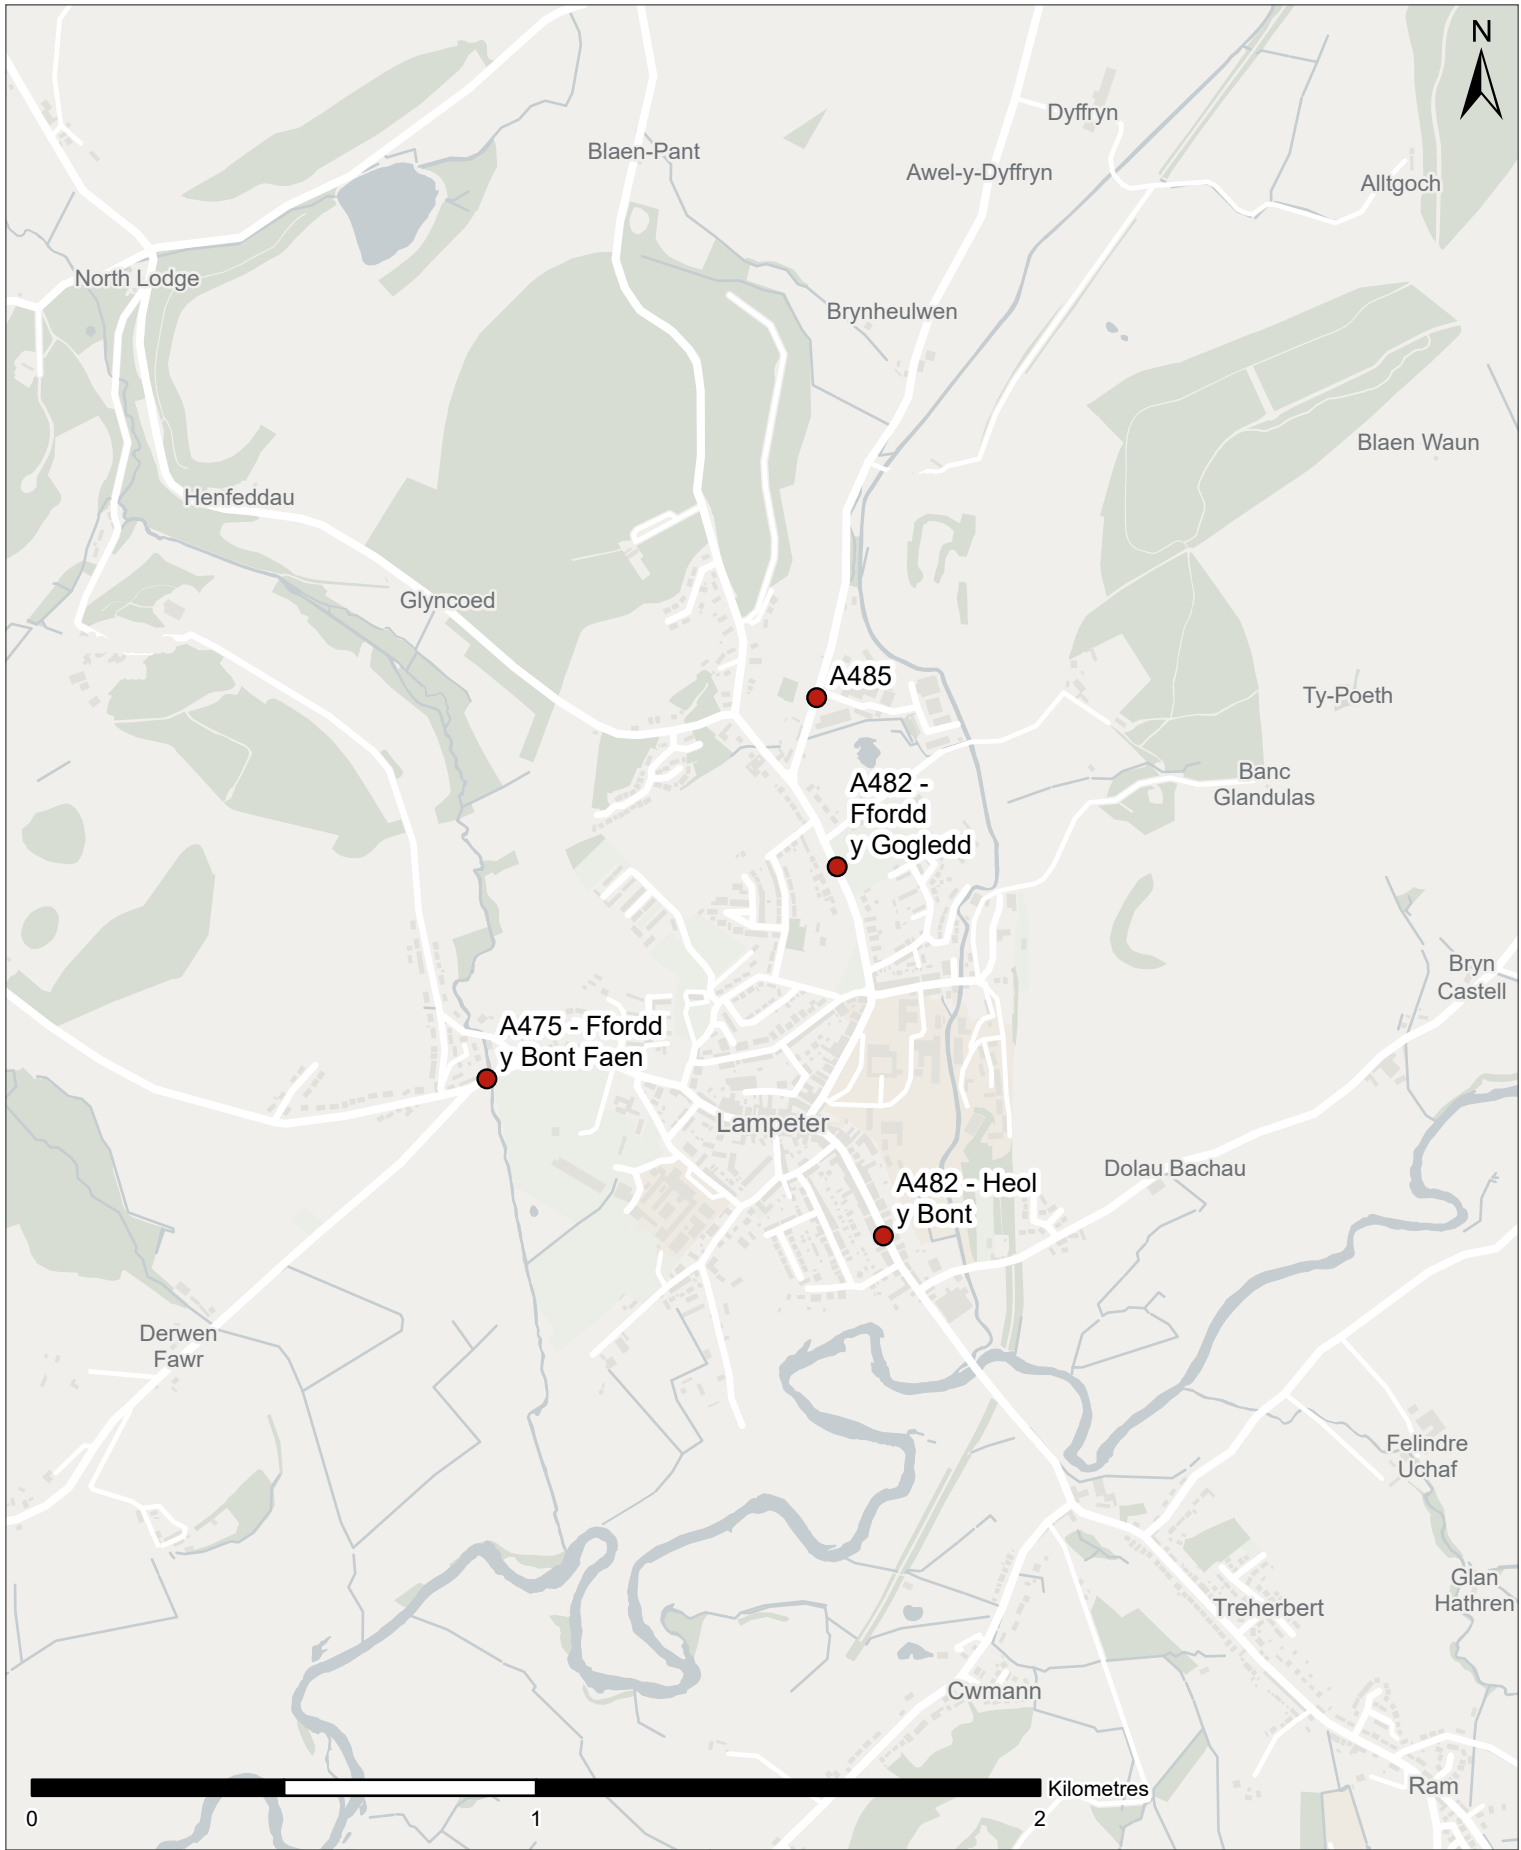 N
Dyffryn
Blaen-Pant
Awel-y-Dyffryn
Alltgoch
North Lodge
Brynheulwen
Blaen Waun
Henfeddau
Glyncoed
A485
Ty-Poeth
A482 -
Ffordd
y Gogledd
Banc
Glandulas
Bryn
Castell
A475 - Ffordd
y Bont Faen
Lampeter
Dolau Bachau
A482 - Heol
y Bont
Derwen
Fawr
Felindre
Uchaf
Glan
Hathren
Treherbert
Cwmann
Ram
Kilometres
0 1 2